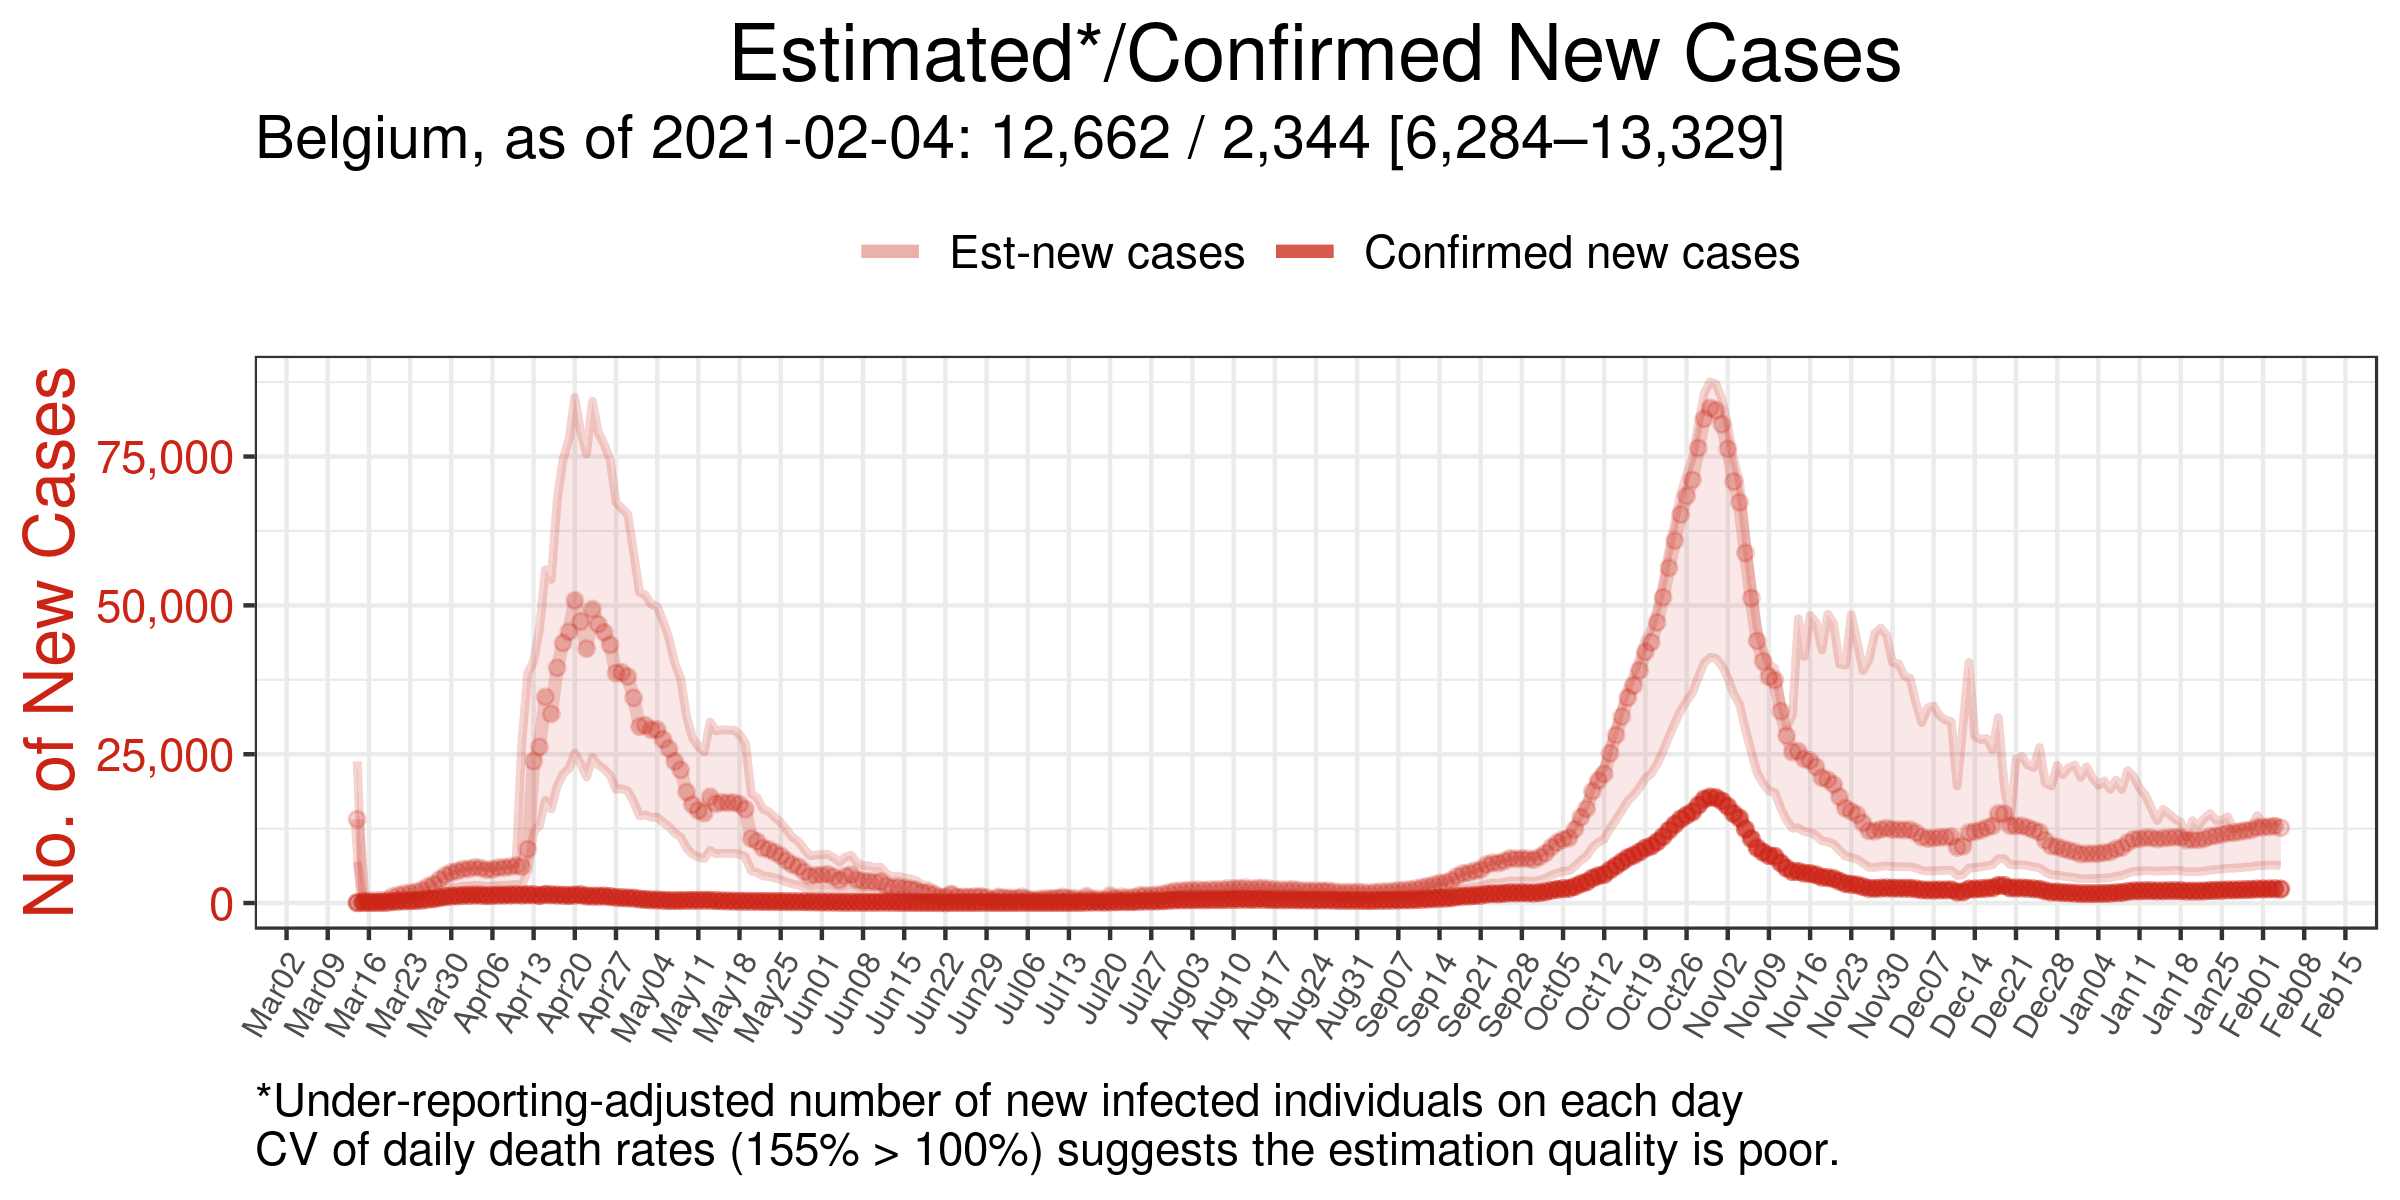 Estimated*/Confirmed New Cases
Belgium, as of 2021-02-04: 12,662 / 2,344 [6,284–13,329]
Est-new cases
Confirmed new cases
No. of New Cases
75,000
50,000
25,000
0
Mar02
Mar09
Mar16
Mar23
Mar30
Apr06
Apr13
Apr20
Apr27
May04
May11
May18
May25
Jun01
Jun08
Jun15
Jun22
Jun29
Jul06
Jul13
Jul20
Jul27
Aug03
Aug10
Aug17
Aug24
Aug31
Sep07
Sep14
Sep21
Sep28
Oct05
Oct12
Oct19
Oct26
Nov02
Nov09
Nov16
Nov23
Nov30
Dec07
Dec14
Dec21
Dec28
Jan04
Jan11
Jan18
Jan25
Feb01
Feb08
Feb15
*Under-reporting-adjusted number of new infected individuals on each day
CV of daily death rates (155% > 100%) suggests the estimation quality is poor.